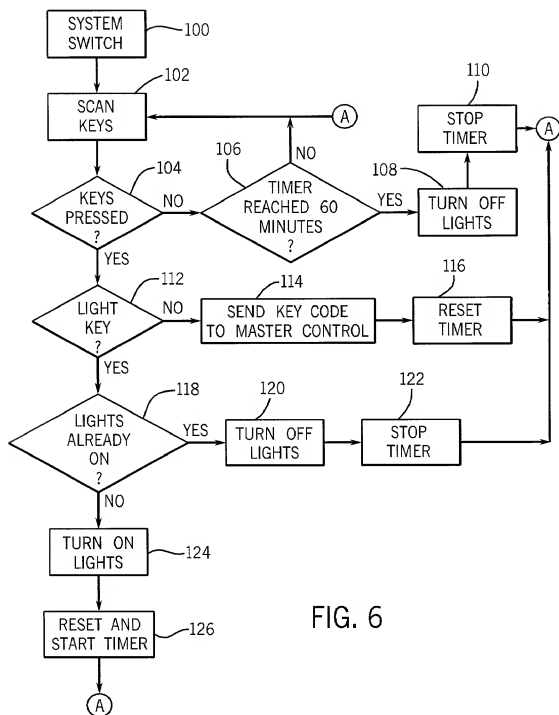 SYSTEM
SWITCH
100
102
SCAN
KEYS
A
110
STOP
TIMER
A
104
KEYS
PRESSED
?
NO
YES
106
NO
TIMER
REACHED 60
MINUTES
?
YES
108
TURN OFF
LIGHTS
112
LIGHT
KEY
?
NO
YES
114
SEND KEY CODE
TO MASTER CONTROL
116
RESET
TIMER
118
LIGHTS
ALREADY
ON
?
YES
NO
120
TURN OFF
LIGHTS
122
STOP
TIMER
TURN ON
LIGHTS
124
RESET AND
START TIMER
126
A
FIG. 6